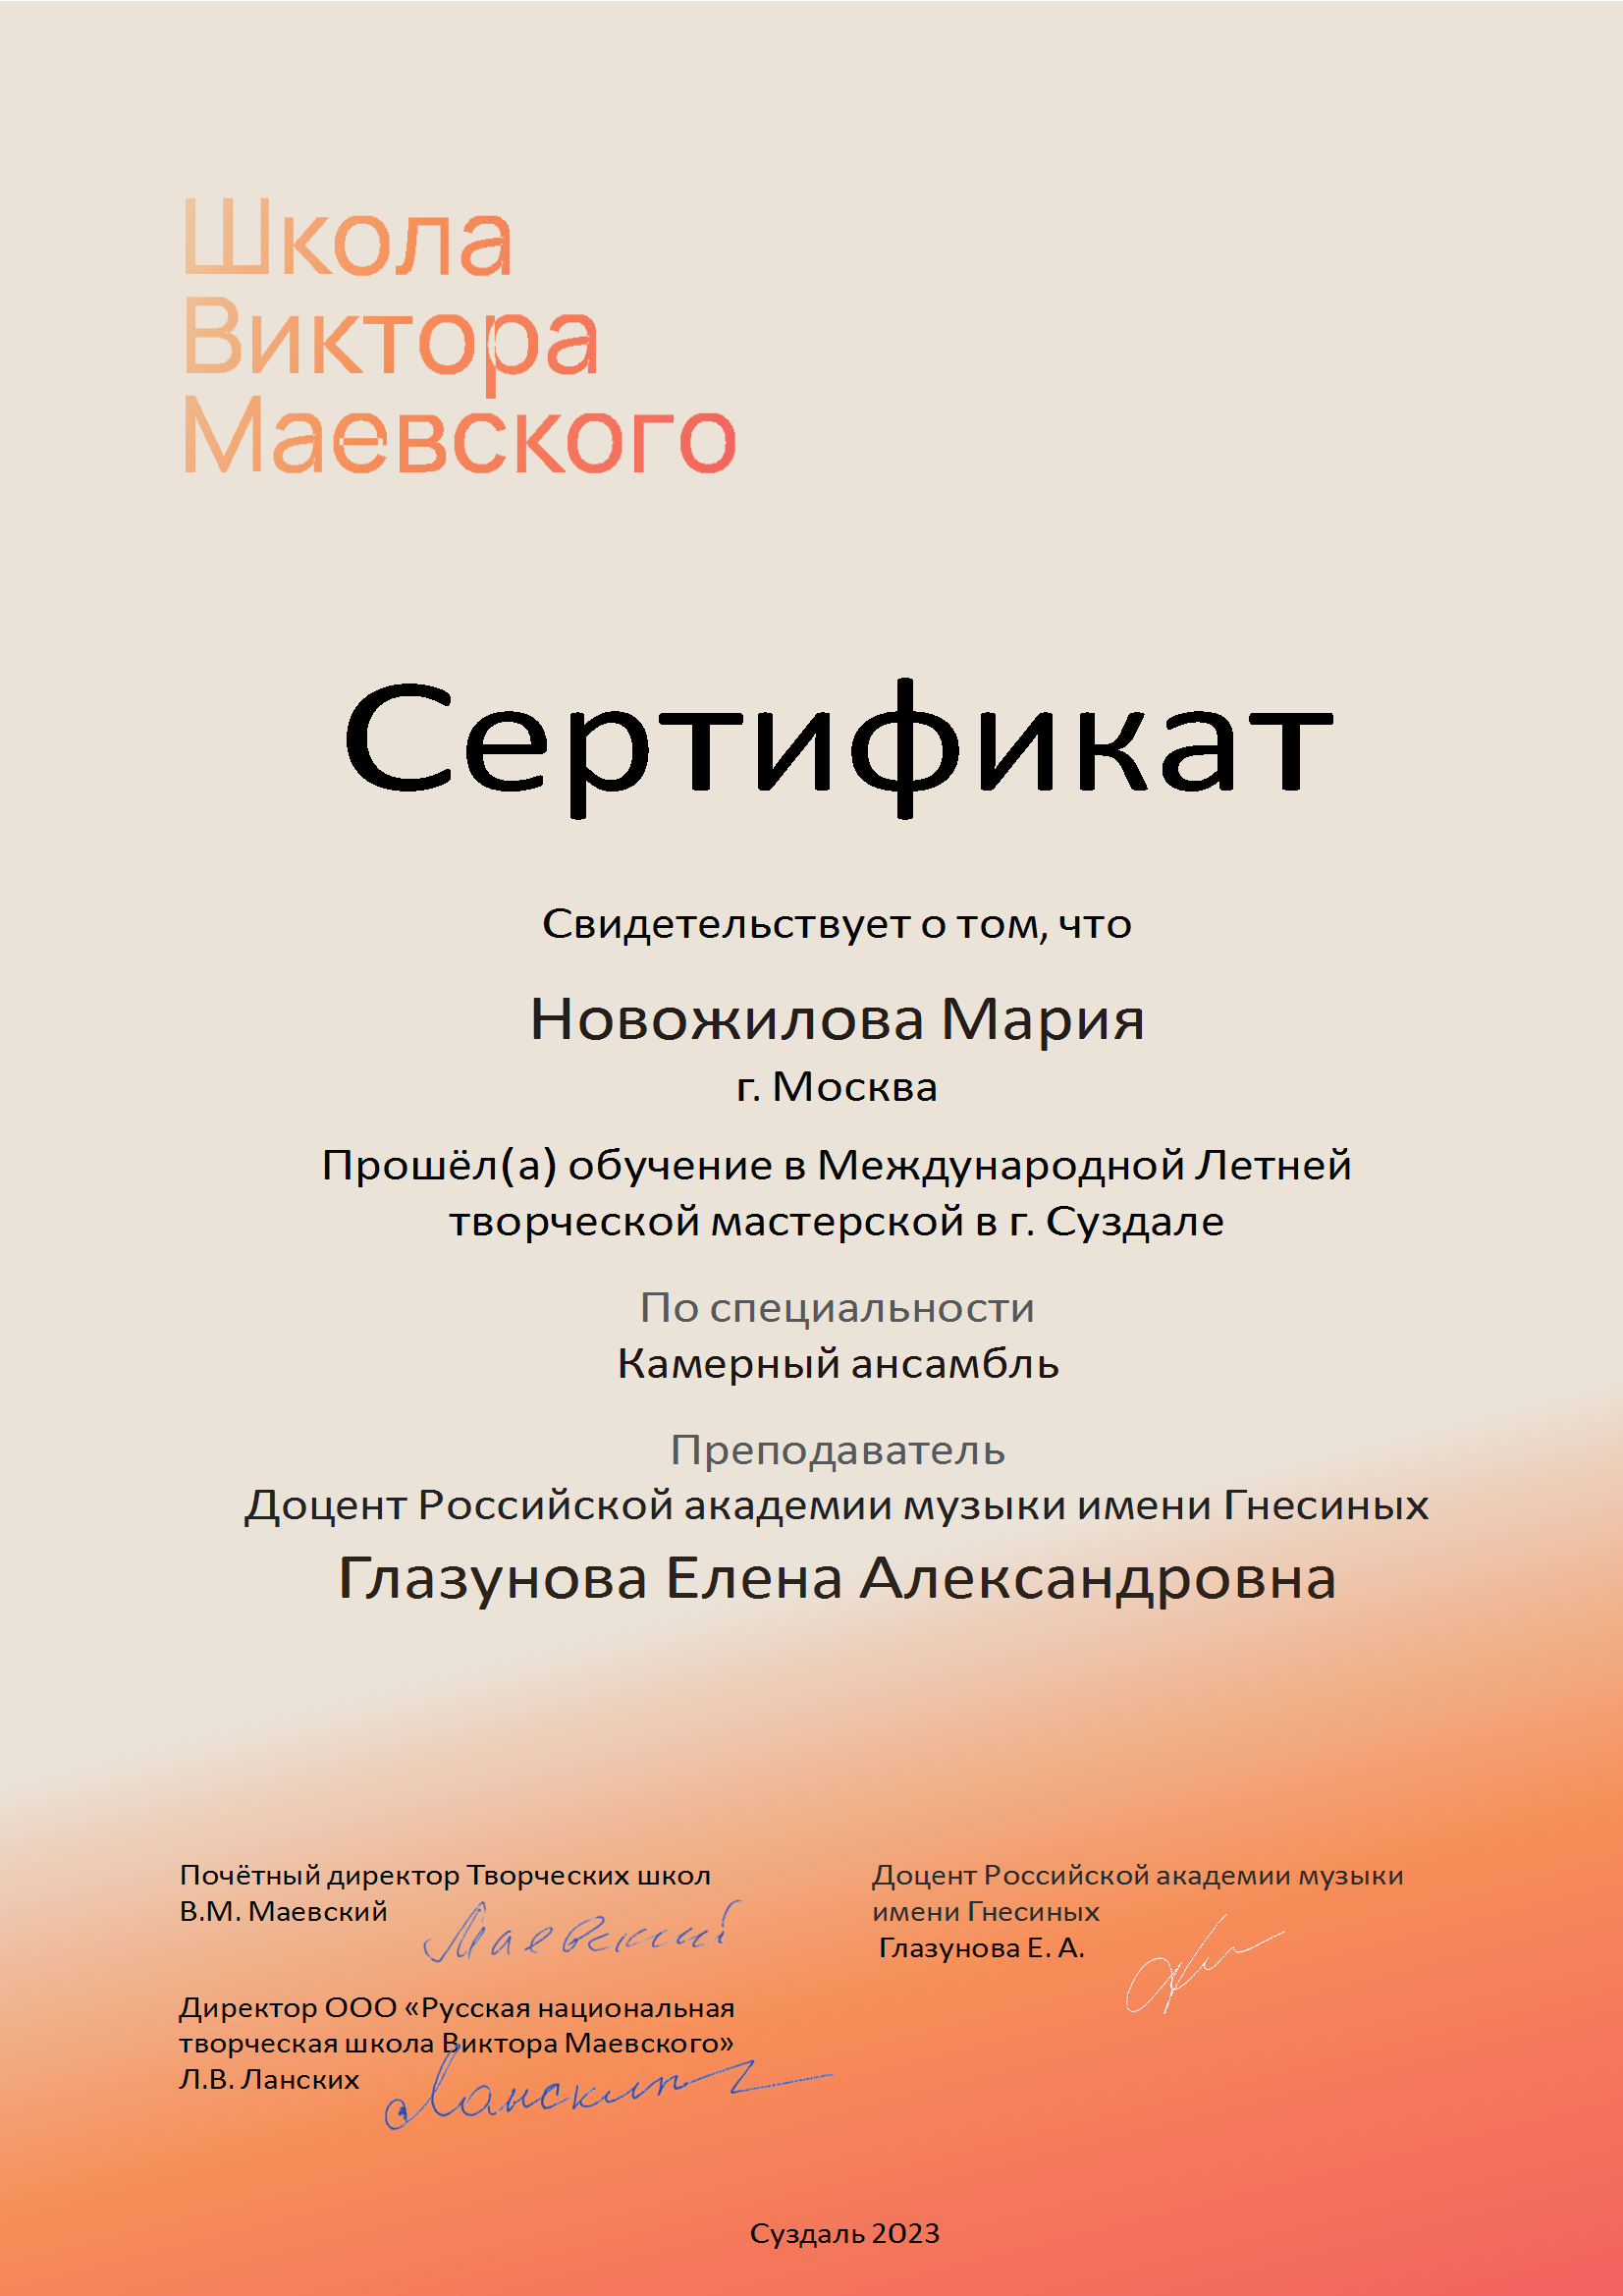 Школа
Виктора
Маевского
Сертификат
Свидетельствует о том, что
Новожилова Мария
г. Москва
Прошёл(а) обучение в Международной Летней
творческой мастерской в г. Суздале
По специальности
Камерный ансамбль
Преподаватель
Доцент Российской академии музыки имени Гнесиных
Глазунова Елена Александровна
Почётный директор Творческих школ
В.М. Маевский
Маевский
Директор ООО «Русская национальная
творческая школа Виктора Маевского»
Л.В. Ланских
Доцент Российской академии музыки
имени Гнесиных
Глазунова Е. А.
Суздаль 2023